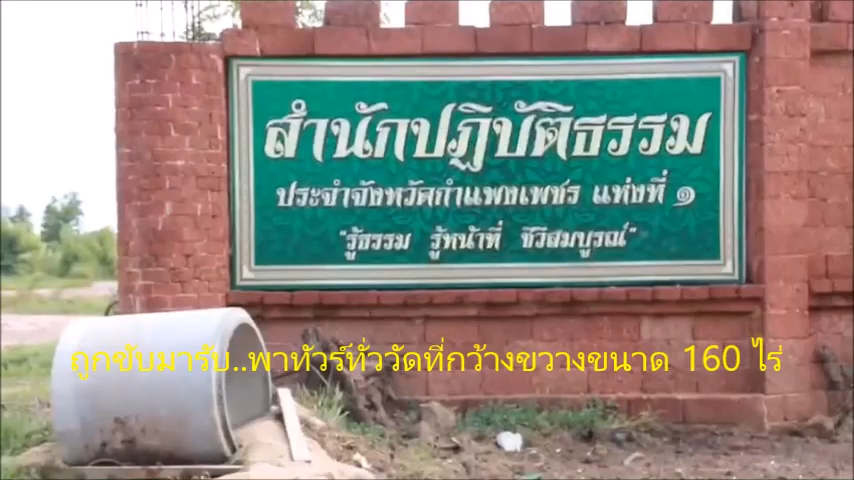 สำนักปฏิบัติธรรม
ประจำจังหวัดกำแพงเพชร แห่งที่ ๑
"รู้ธรรม รู้หน้าที่ ชีวีสมบูรณ์"
ถูกขับมารับ..พาทัวร์ทั่ววัดที่กว้างขวางขนาด 160 ไร่